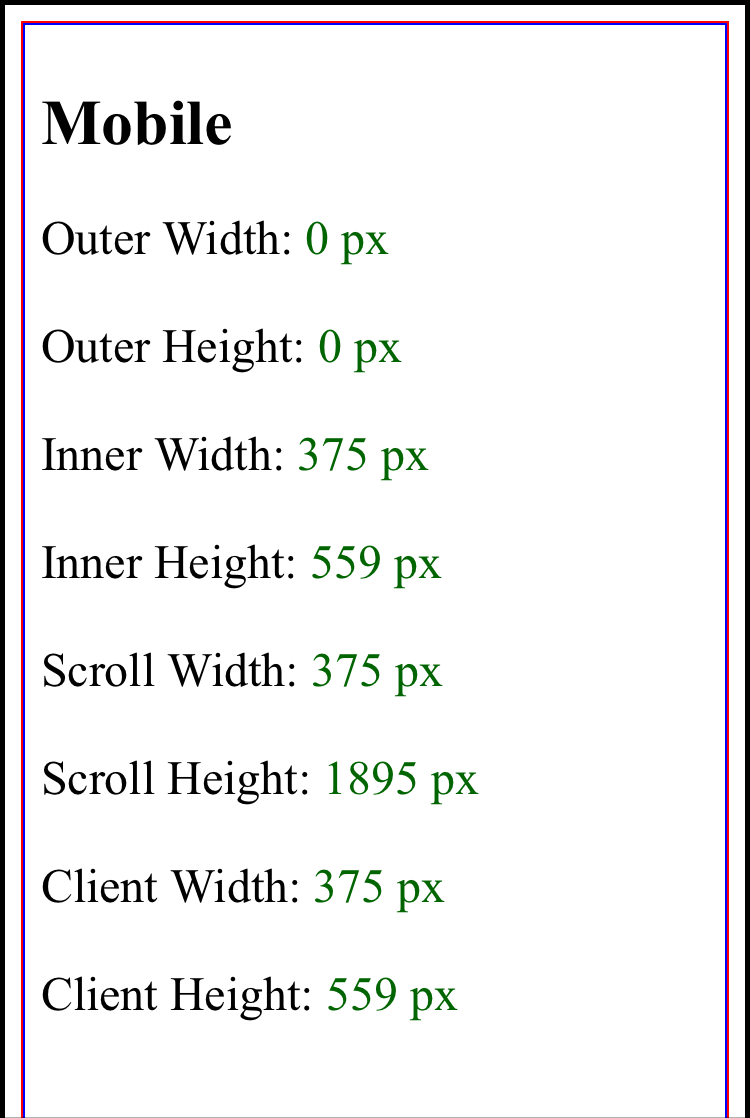 Mobile
Outer Width: 0 px
Outer Height: 0 px
Inner Width: 375 px
Inner Height: 559 px
Scroll Width: 375 px
Scroll Height: 1895 px
Client Width: 375 px
Client Height: 559 px